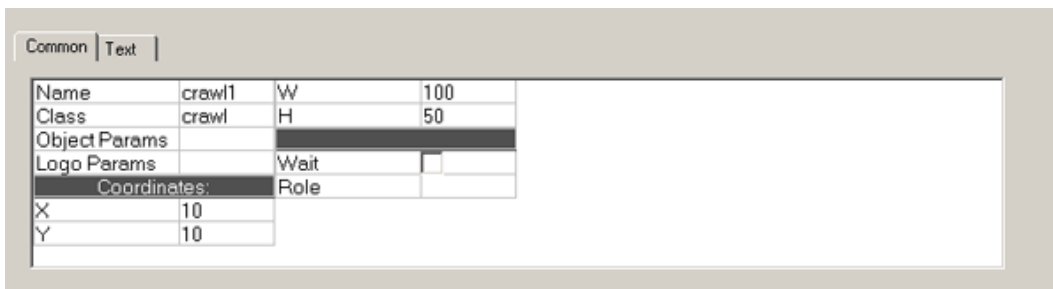 Common Text
Name crawl1 W 100
Class crawl H 50
Object Params
Logo Params Wait
Coordinates: Role
X 10
Y 10